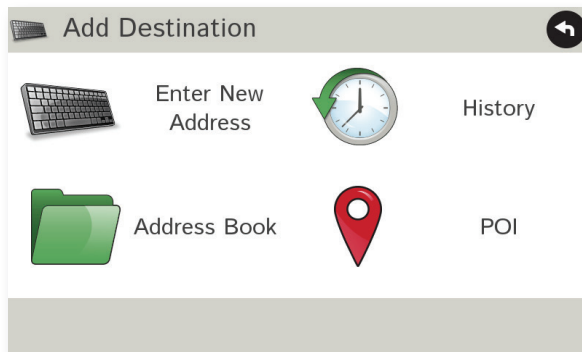 Add Destination
Enter New
Address
History
Address Book
POI